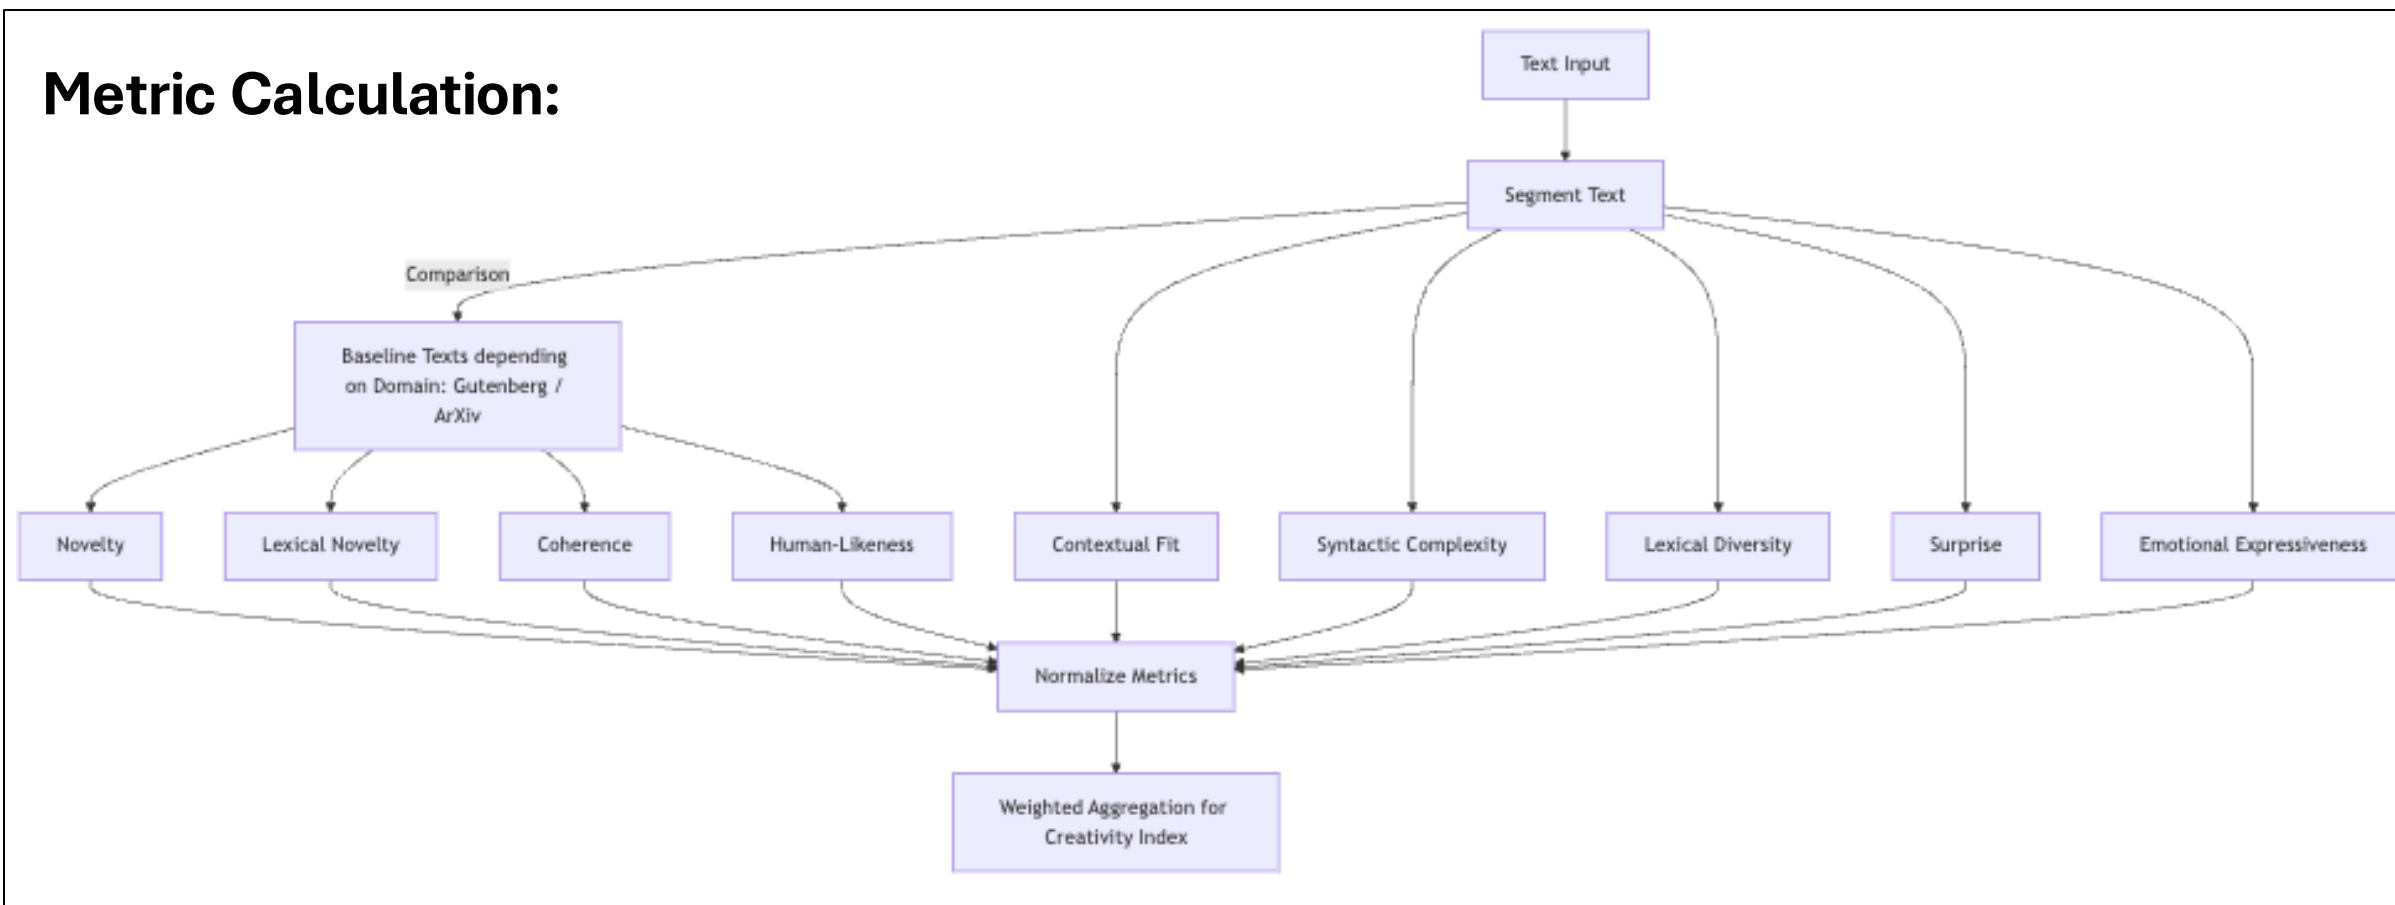 Metric Calculation:
Text Input
Segment Text
Comparison
Baseline Texts depending
on Domain: Gutenberg /
ArXiv
Novelty
Lexical Novelty
Coherence
Human-Likeness
Contextual Fit
Syntactic Complexity
Lexical Diversity
Surprise
Emotional Expressiveness
Normalize Metrics
Weighted Aggregation for
Creativity Index